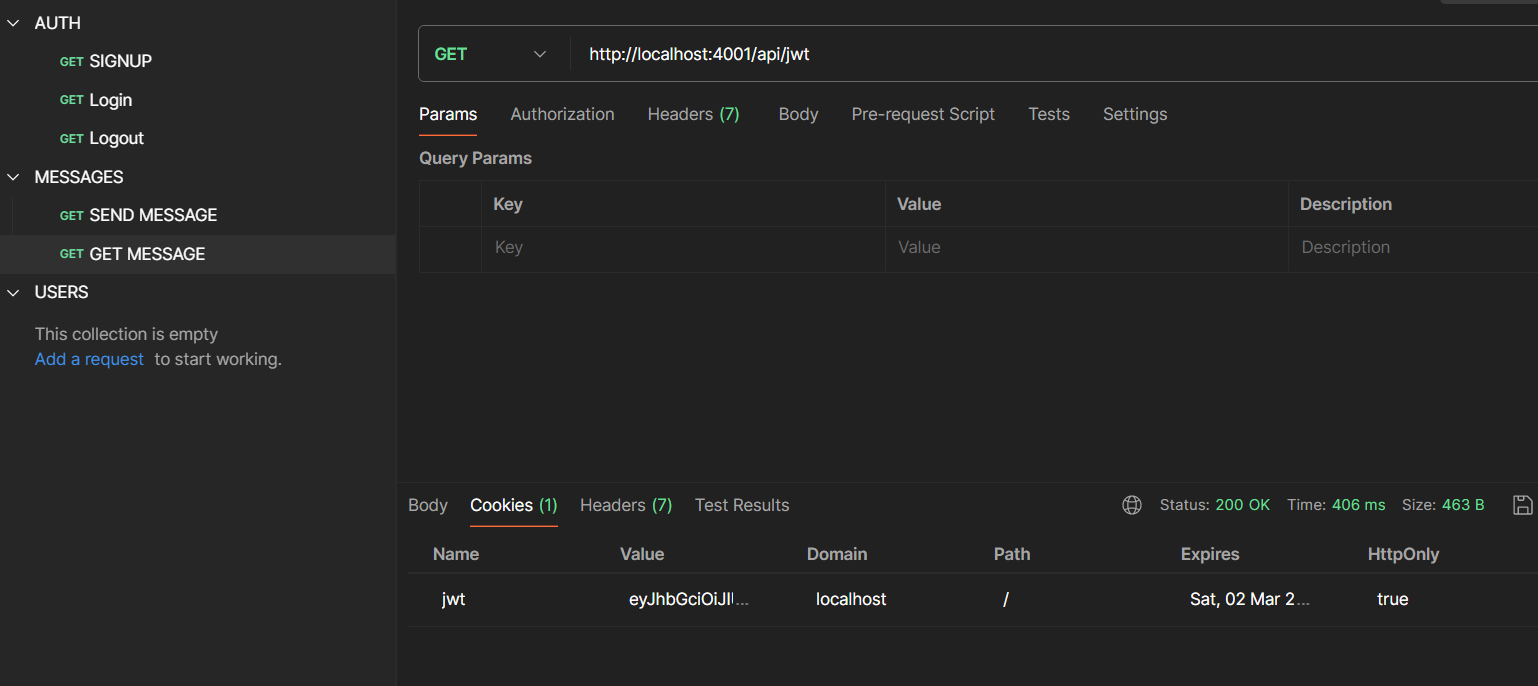 AUTH
GET SIGNUP
GET Login
GET Logout
MESSAGES
GET SEND MESSAGE
GET GET MESSAGE
USERS
This collection is empty
Add a request to start working.
GET http://localhost:4001/api/jwt
Params Authorization Headers (7) Body Pre-request Script Tests Settings
Query Params
Key Value Description
Key Value Description
Body Cookies (1) Headers (7) Test Results Status: 200 OK Time: 406 ms Size: 463 B
Name Value Domain Path Expires HttpOnly
jwt eyJhbGciOiJI... localhost / Sat, 02 Mar 2... true